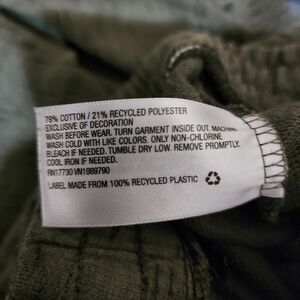 79% COTTON / 21% RECYCLED POLYESTER
EXCLUSIVE OF DECORATION
WASH BEFORE WEAR. TURN GARMENT INSIDE OUT. MACHINE
WASH COLD WITH LIKE COLORS. ONLY NON-CHLORINE
BLEACH IF NEEDED. TUMBLE DRY LOW. REMOVE PROMPTLY.
COOL IRON IF NEEDED.
RN17730 VN1989790
LABEL MADE FROM 100% RECYCLED PLASTIC